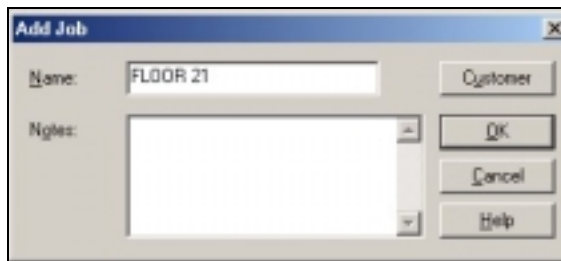 Add Job
Name: FLOOR 21 Customer
Notes: OK
Cancel
Help